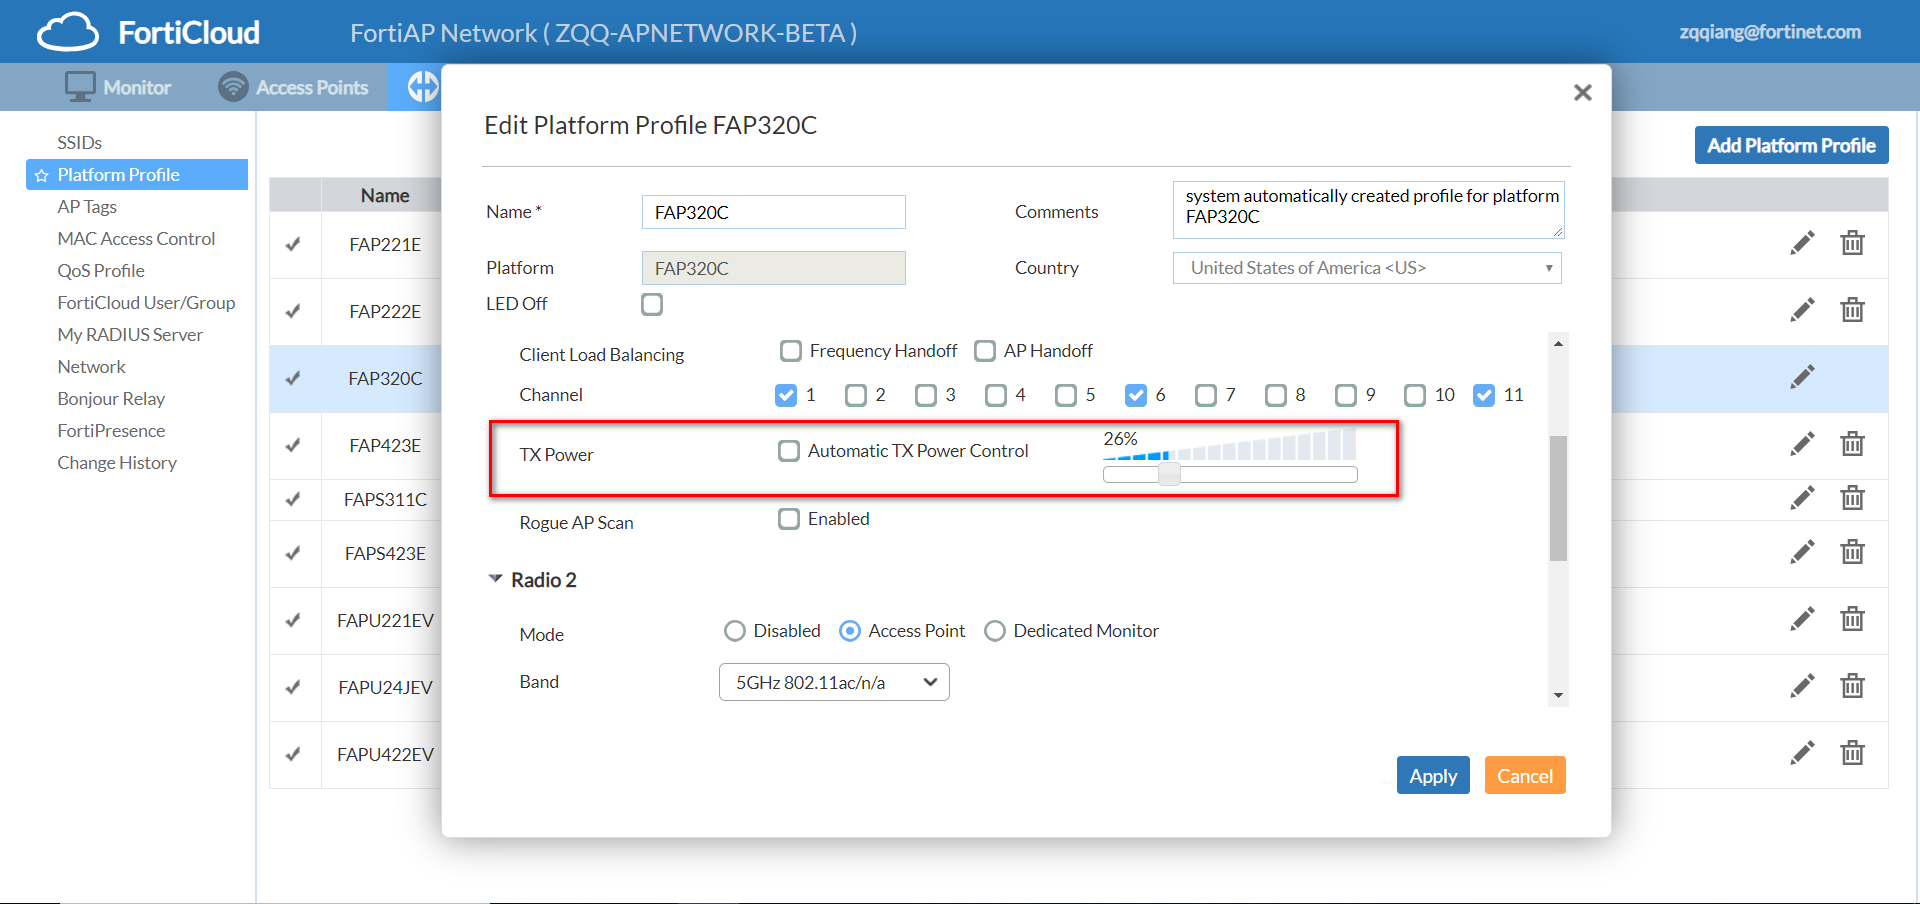 FortiCloud
FortiAP Network ( ZQQ-APNETWORK-BETA )
zqqiang@fortinet.com
Monitor
Access Points
SSIDs
Platform Profile
AP Tags
MAC Access Control
QoS Profile
FortiCloud User/Group
My RADIUS Server
Network
Bonjour Relay
FortiPresence
Change History
Add Platform Profile
Name
FAP221E
FAP222E
FAP320C
FAP423E
FAPS311C
FAPS423E
FAPU221EV
FAPU24JEV
FAPU422EV
Edit Platform Profile FAP320C
Name *
FAP320C
Comments
system automatically created profile for platform
FAP320C
Platform
FAP320C
Country
United States of America <US>
LED Off
Client Load Balancing
Frequency Handoff
AP Handoff
Channel
1 2 3 4 5 6 7 8 9 10 11
TX Power
Automatic TX Power Control
26%
Rogue AP Scan
Enabled
Radio 2
Mode
Disabled
Access Point
Dedicated Monitor
Band
5GHz 802.11ac/n/a
Apply
Cancel